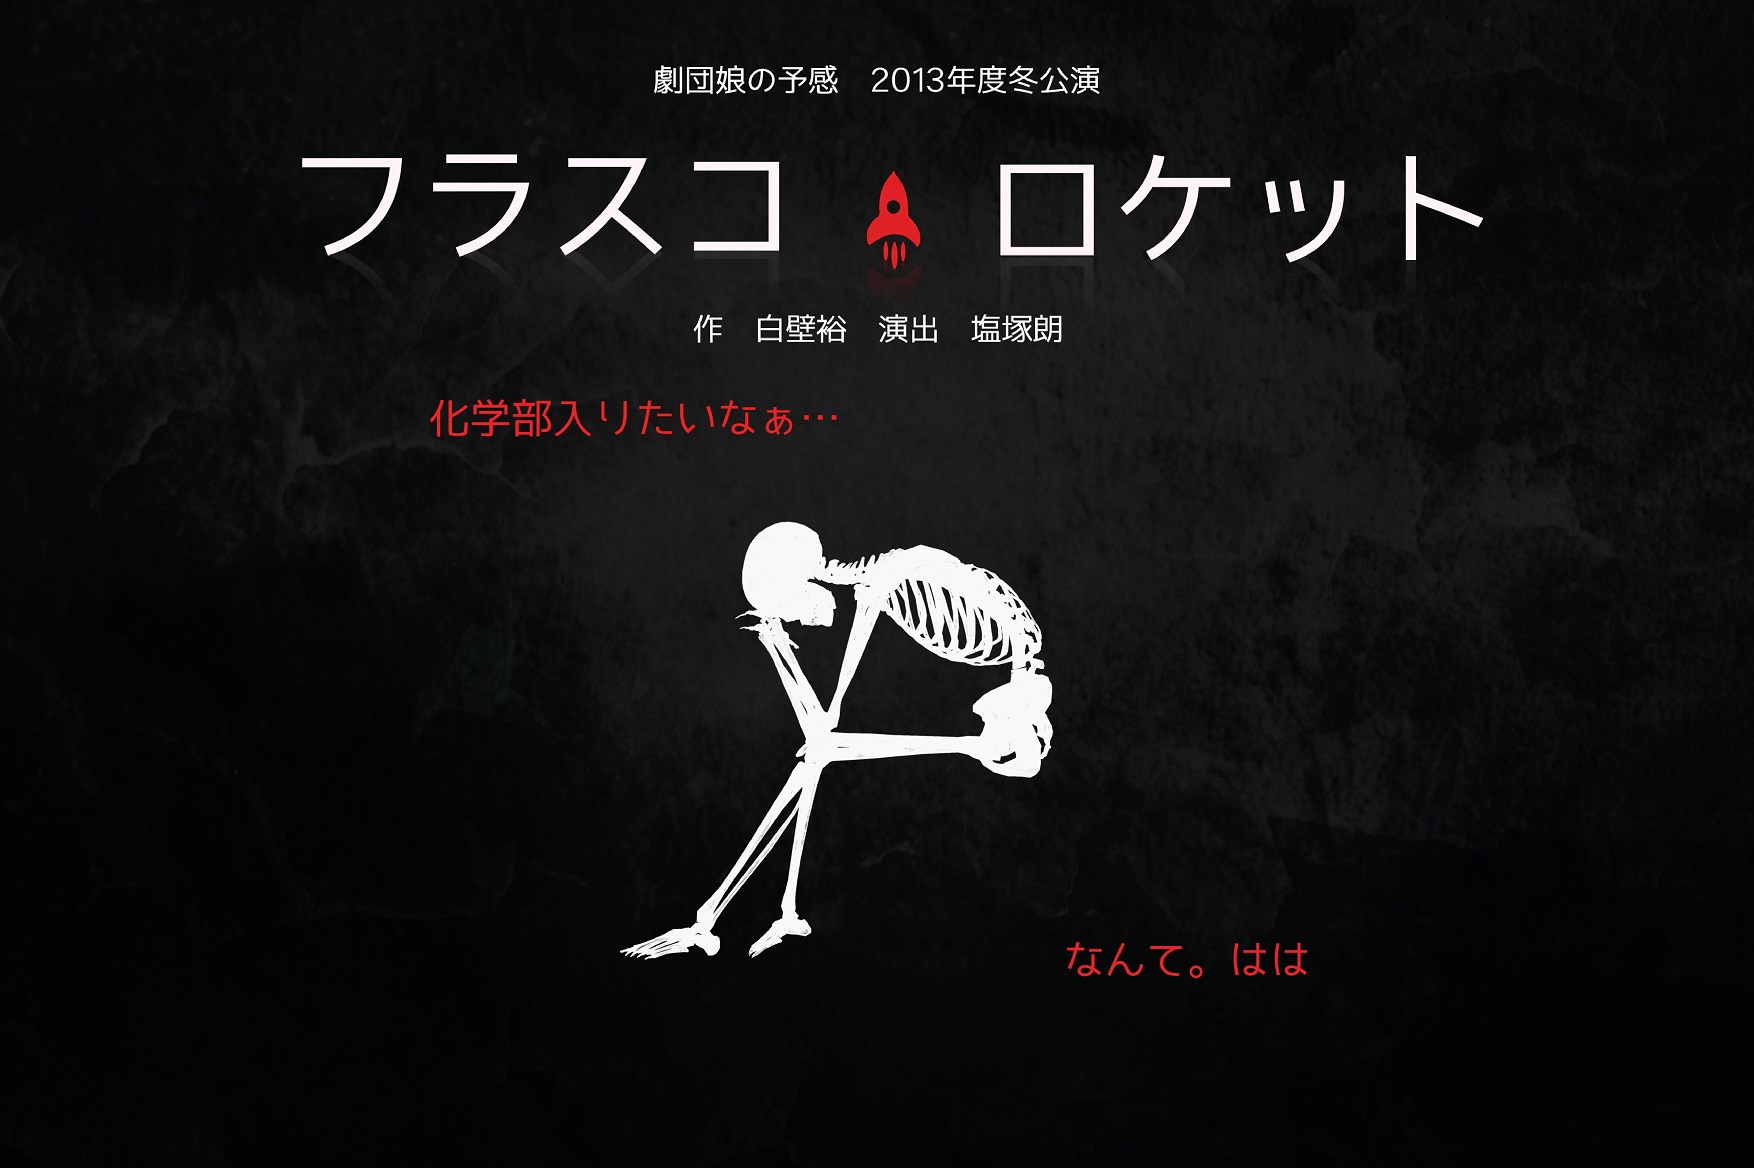 劇団娘の予感　2013年度冬公演
フラスコ　ロケット
作　白壁裕　演出　塩塚朗
化学部入りたいなぁ…
なんて。はは